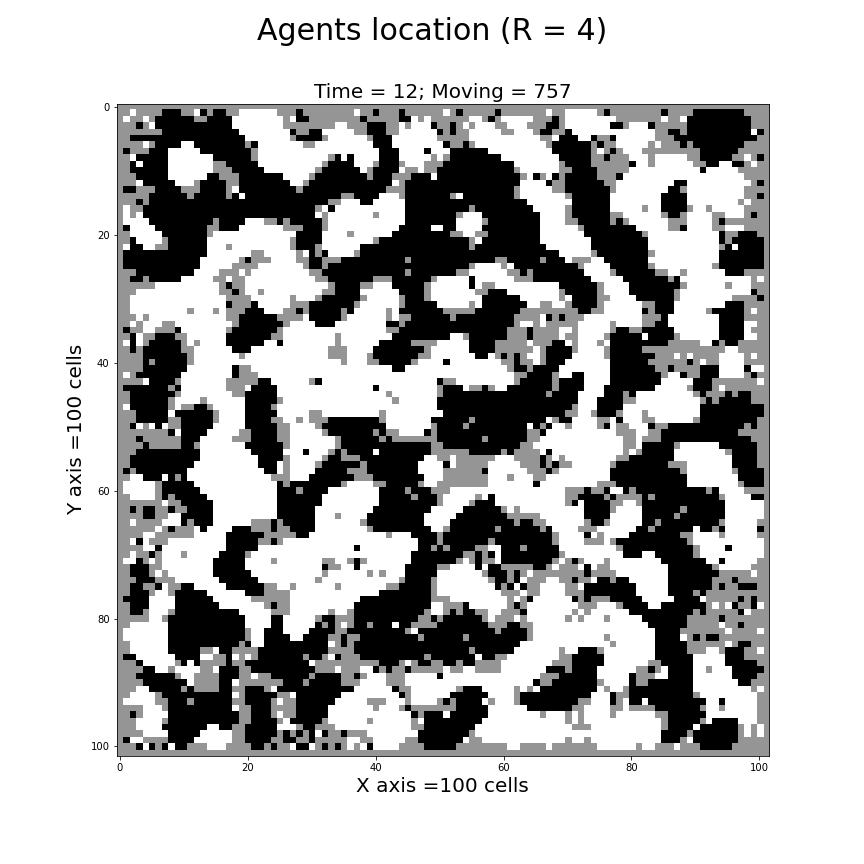 Agents location (R = 4)
Time = 12; Moving = 757
0
20
40
60
80
100
Y axis =100 cells
0 20 40 60 80 100
X axis =100 cells